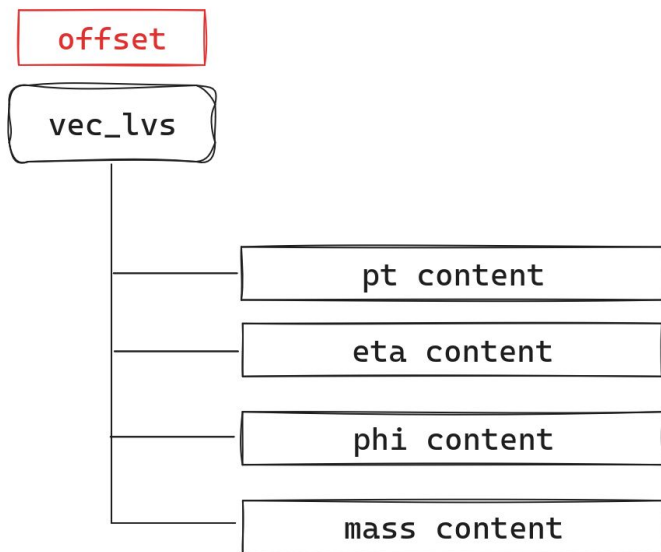 offset
vec_lvs
pt content
eta content
phi content
mass content